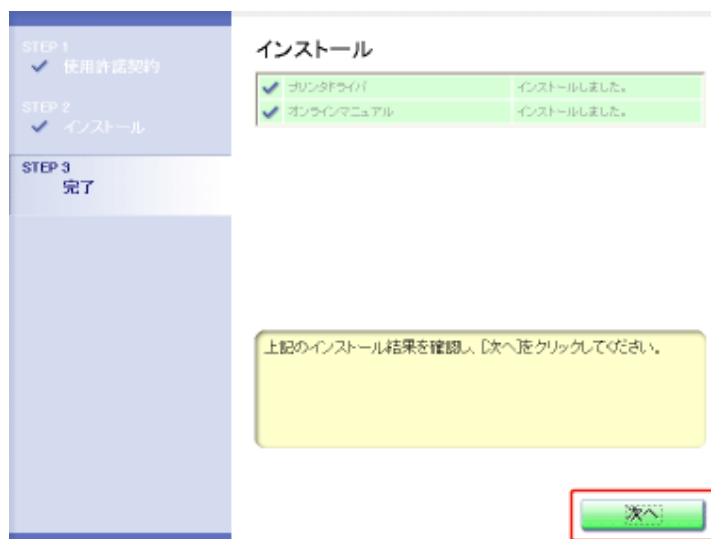 STEP 1
使用許諾契約
STEP 2
インストール
STEP 3
完了
インストール
プリンタドライバ インストールしました。
オンラインマニュアル インストールしました。
上記のインストール結果を確認し、[次へ]をクリックしてください。
次へ